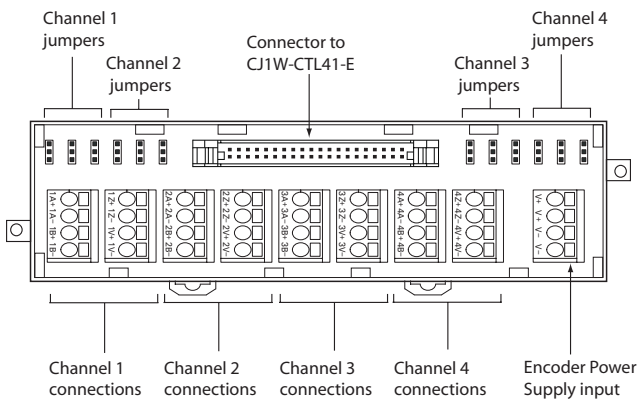 Channel 1
jumpers
Channel 2
jumpers
Connector to
CJ1W-CTL41-E
Channel 3
jumpers
Channel 4
jumpers
1A+ 1A- 1B+ 1B-
1Z+ 1Z- 1V+ 1V-
2A+ 2A- 2B+ 2B-
2Z+ 2Z- 2V+ 2V-
3A+ 3A- 3B+ 3B-
3Z+ 3Z- 3V+ 3V-
4A+ 4A- 4B+ 4B-
4Z+ 4Z- 4V+ 4V-
V+ V+ V- V-
Channel 1
connections
Channel 2
connections
Channel 3
connections
Channel 4
connections
Encoder Power
Supply input